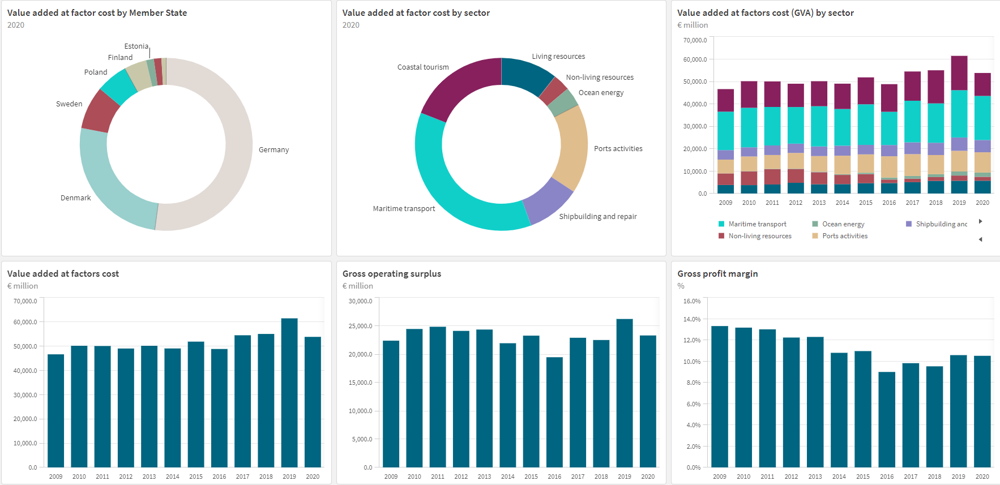 Value added at factor cost by Member State
2020
Estonia
Finland
Poland
Sweden
Germany
Denmark
Value added at factor cost by sector
2020
Living resources
Coastal tourism
Non-living resources
Ocean energy
Ports activities
Maritime transport
Shipbuilding and repair
Value added at factors cost (GVA) by sector
€ million
70,000.0
60,000.0
50,000.0
40,000.0
30,000.0
20,000.0
10,000.0
0.0
2009 2010 2011 2012 2013 2014 2015 2016 2017 2018 2019 2020
Maritime transport Ocean energy Shipbuilding anc
Non-living resources Ports activities
Value added at factors cost
€ million
70,000.0
60,000.0
50,000.0
40,000.0
30,000.0
20,000.0
10,000.0
0.0
2009 2010 2011 2012 2013 2014 2015 2016 2017 2018 2019 2020
Gross operating surplus
€ million
30,000.0
25,000.0
20,000.0
15,000.0
10,000.0
5,000.0
0.0
2009 2010 2011 2012 2013 2014 2015 2016 2017 2018 2019 2020
Gross profit margin
%
16.0%
14.0%
12.0%
10.0%
8.0%
6.0%
4.0%
2.0%
0.0%
2009 2010 2011 2012 2013 2014 2015 2016 2017 2018 2019 2020